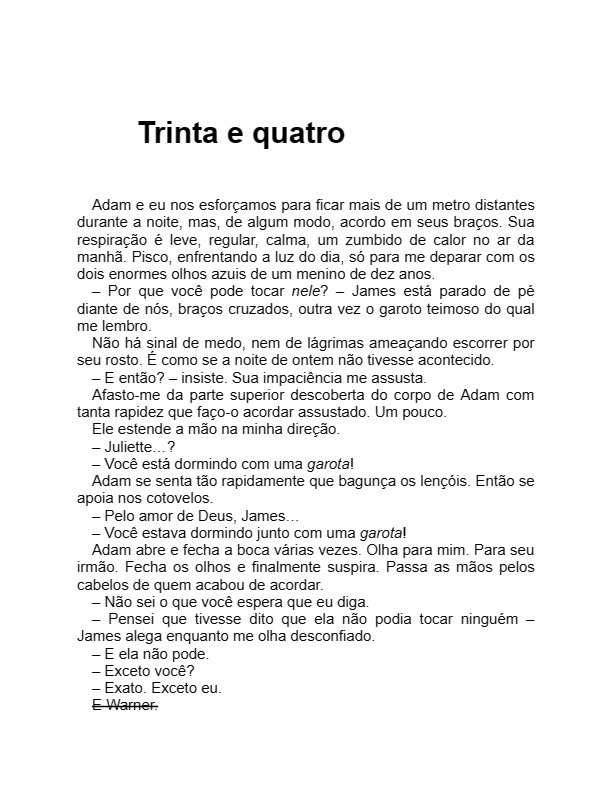 Trinta e quatro
Adam e eu nos esforçamos para ficar mais de um metro distantes
durante a noite, mas, de algum modo, acordo em seus braços. Sua
respiração é leve, regular, calma, um zumbido de calor no ar da
manhã. Pisco, enfrentando a luz do dia, só para me deparar com os
dois enormes olhos azuis de um menino de dez anos.
– Por que você pode tocar nele? – James está parado de pé
diante de nós, braços cruzados, outra vez o garoto teimoso do qual
me lembro.
Não há sinal de medo, nem de lágrimas ameaçando escorrer por
seu rosto. É como se a noite de ontem não tivesse acontecido.
– E então? – insiste. Sua impaciência me assusta.
Afasto-me da parte superior descoberta do corpo de Adam com
tanta rapidez que faço-o acordar assustado. Um pouco.
Ele estende a mão na minha direção.
– Juliette…?
– Você está dormindo com uma garota!
Adam se senta tão rapidamente que bagunça os lençóis. Então se
apoia nos cotovelos.
– Pelo amor de Deus, James…
– Você estava dormindo junto com uma garota!
Adam abre e fecha a boca várias vezes. Olha para mim. Para seu
irmão. Fecha os olhos e finalmente suspira. Passa as mãos pelos
cabelos de quem acabou de acordar.
– Não sei o que você espera que eu diga.
– Pensei que tivesse dito que ela não podia tocar ninguém –
James alega enquanto me olha desconfiado.
– E ela não pode.
– Exceto você?
– Exato. Exceto eu.
E Warner.